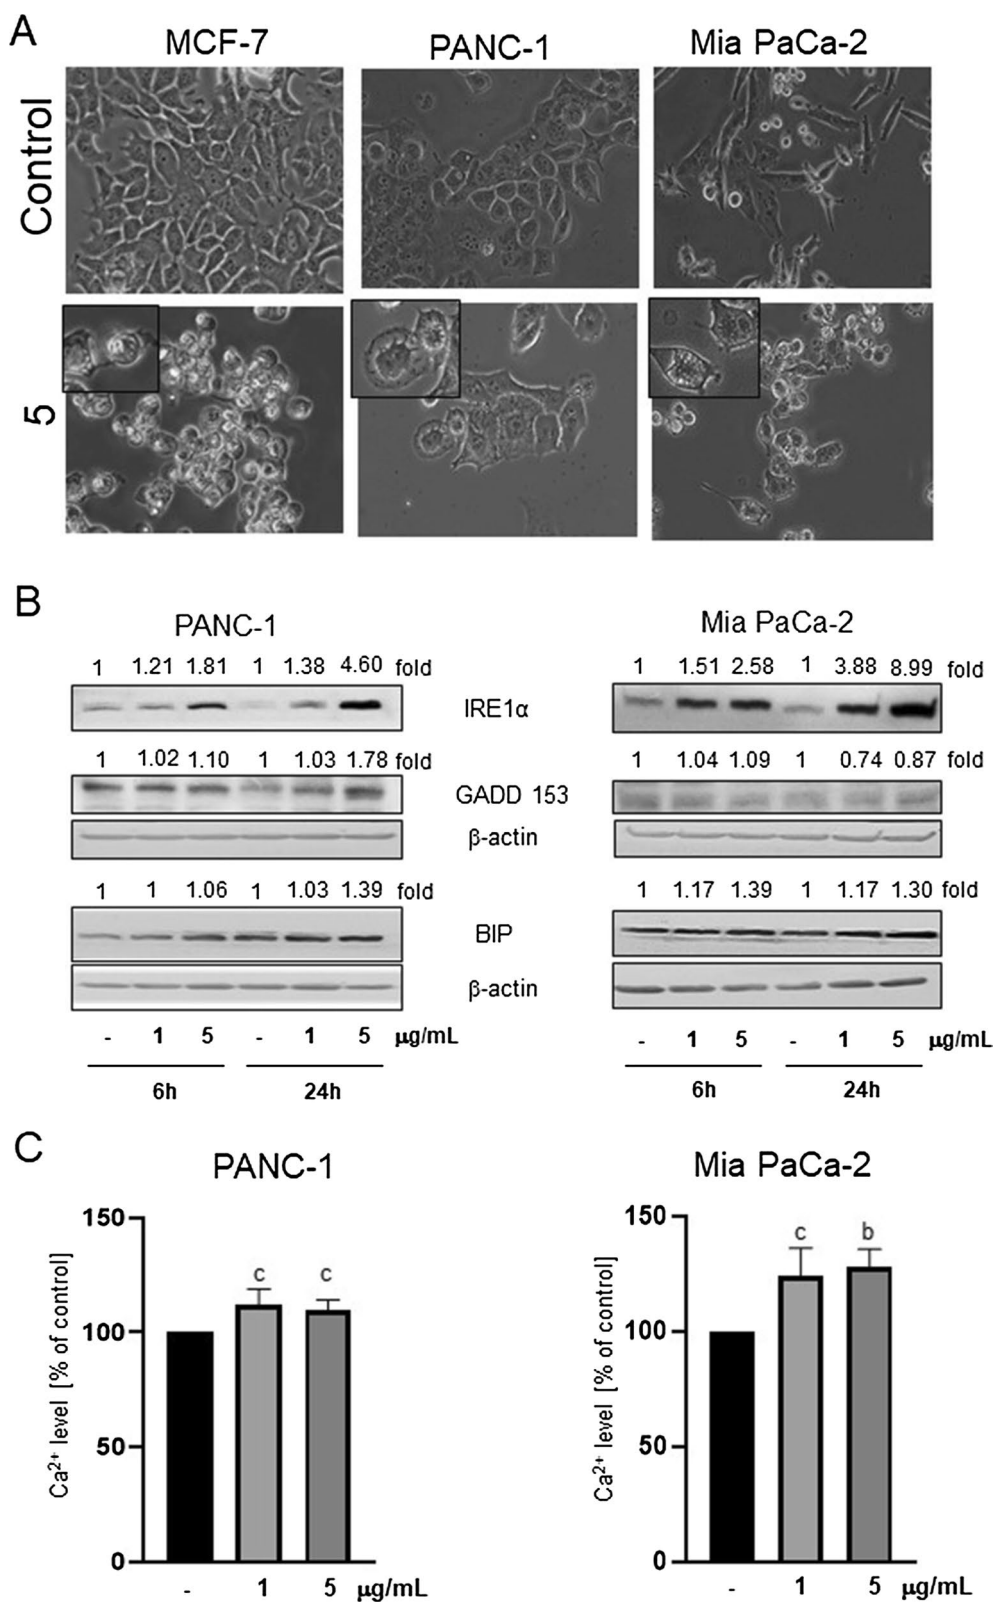 A
MCF-7 PANC-1 Mia PaCa-2
Control
5
B
PANC-1 Mia PaCa-2
1 1.21 1.81 1 1.38 4.60 fold 1 1.51 2.58 1 3.88 8.99 fold
IRE1α
1 1.02 1.10 1 1.03 1.78 fold 1 1.04 1.09 1 0.74 0.87 fold
GADD 153
β-actin
1 1 1.06 1 1.03 1.39 fold 1 1.17 1.39 1 1.17 1.30 fold
BIP
β-actin
- 1 5 - 1 5 µg/mL - 1 5 - 1 5 µg/mL
6h 24h 6h 24h
C
PANC-1 Mia PaCa-2
Ca²⁺ level [% of control]
150
100
50
0
c c
- 1 5 µg/mL
Ca²⁺ level [% of control]
150
100
50
0
c b
- 1 5 µg/mL